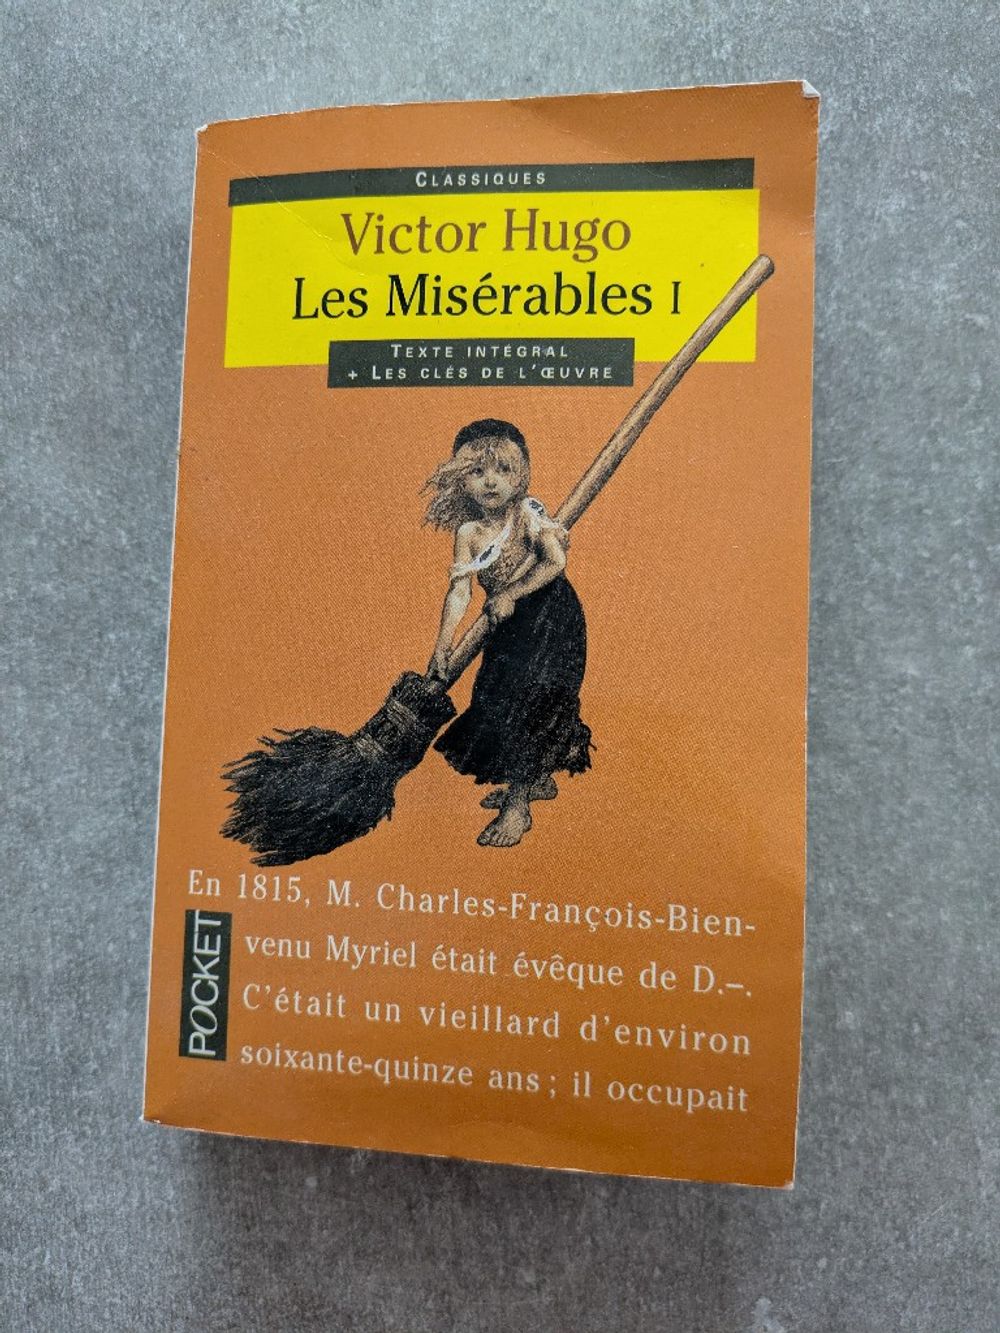 CLASSIQUES
Victor Hugo
Les Misérables I
TEXTE INTÉGRAL
+ LES CLÉS DE L'ŒUVRE
En 1815, M. Charles-François-Bien-
venu Myriel était évêque de D.–.
C'était un vieillard d'environ
soixante-quinze ans ; il occupait
POCKET